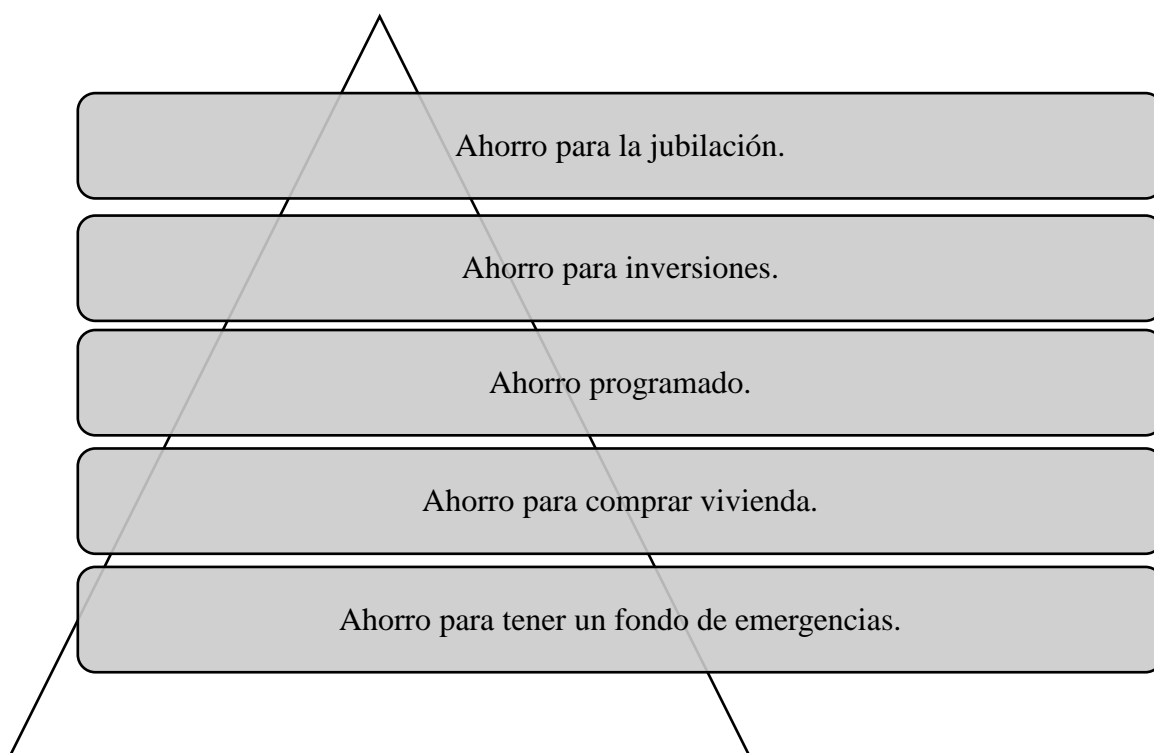 Ahorro para la jubilación.
Ahorro para inversiones.
Ahorro programado.
Ahorro para comprar vivienda.
Ahorro para tener un fondo de emergencias.